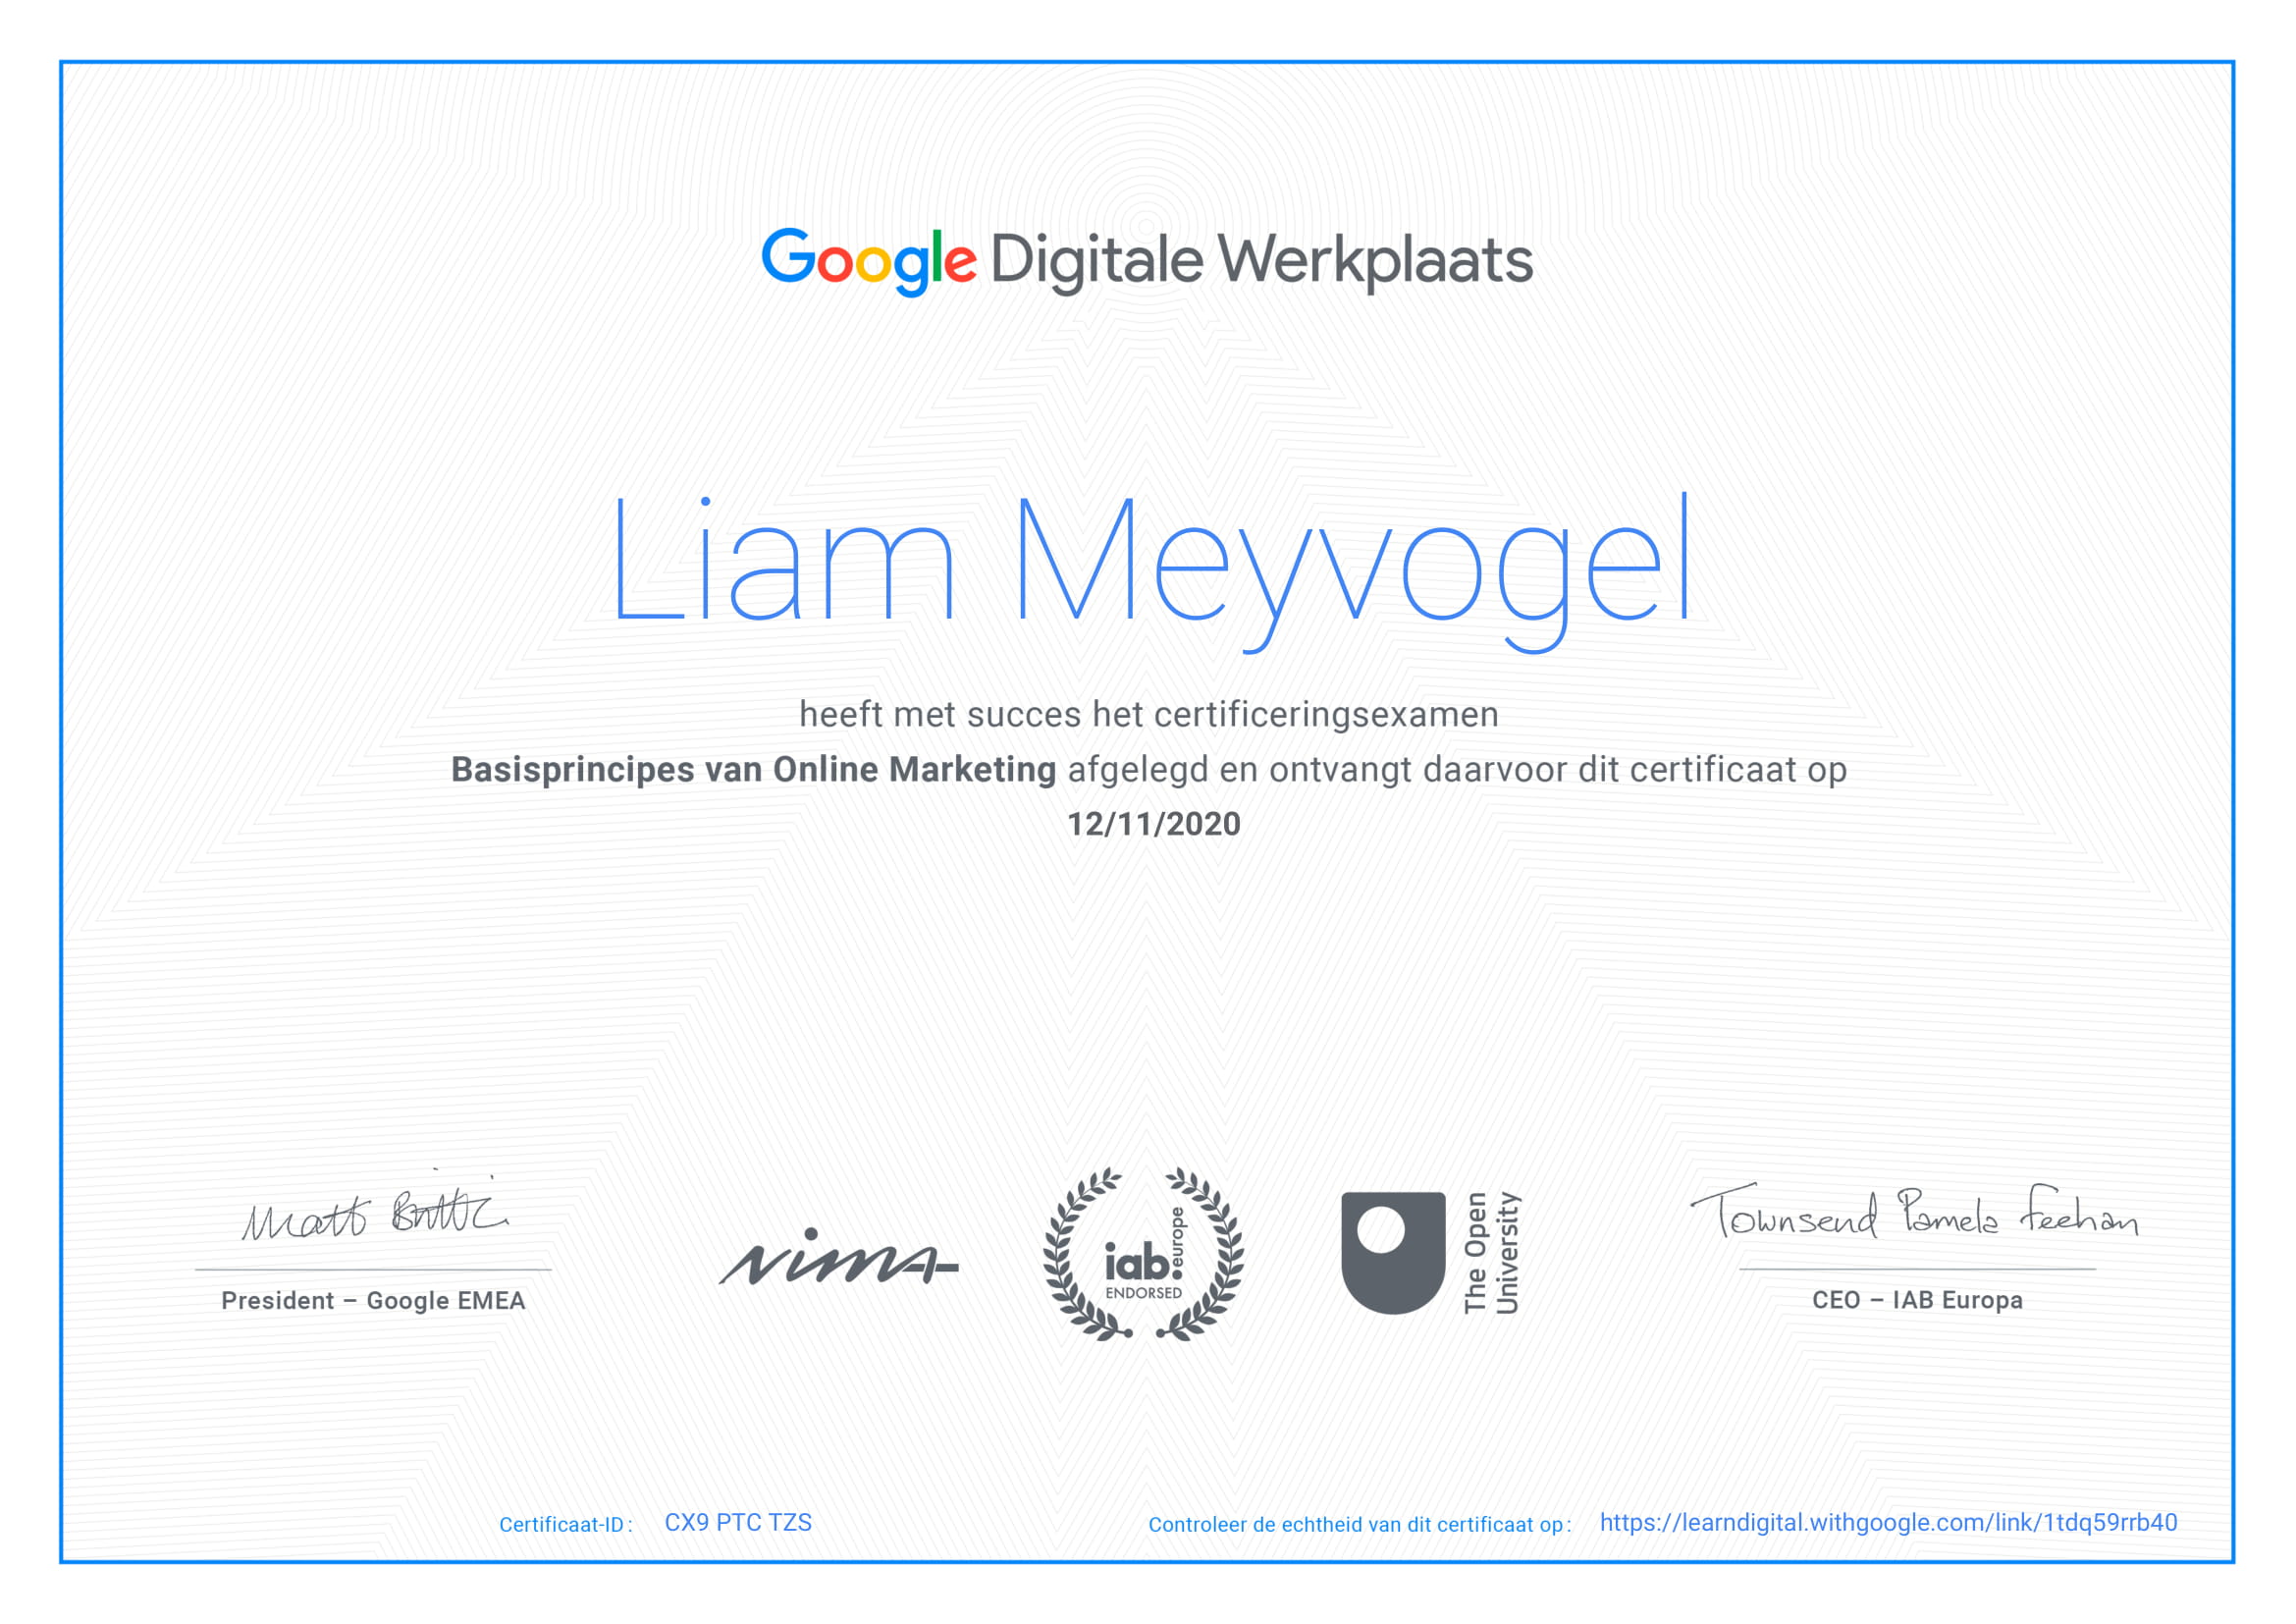 Google Digitale Werkplaats
Liam Meyvogel
heeft met succes het certificeringsexamen
Basisprincipes van Online Marketing afgelegd en ontvangt daarvoor dit certificaat op
12/11/2020
Matt Brittin
President – Google EMEA
nima
iab.europe
ENDORSED
The Open
University
Townsend Pamela Feehan
CEO – IAB Europa
Certificaat-ID: CX9 PTC TZS
Controleer de echtheid van dit certificaat op: https://learndigital.withgoogle.com/link/1tdq59rrb40